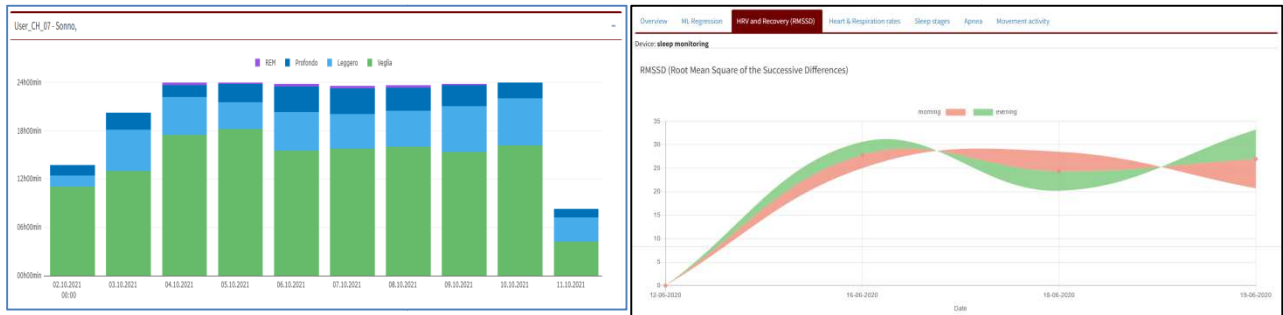 User_CH_07 - Sonno,
REM Profondo Leggero Veglia
24h00min
18h00min
12h00min
06h00min
00h00min
02.10.2021 03.10.2021 04.10.2021 05.10.2021 06.10.2021 07.10.2021 08.10.2021 09.10.2021 10.10.2021 11.10.2021
00:00
Overview ML Regression HRV and Recovery (RMSSD) Heart & Respiration rates Sleep stages Apnea Movement activity
Device: sleep monitoring
RMSSD (Root Mean Square of the Successive Differences)
morning evening
35
30
25
20
15
10
5
0
12-06-2020 16-06-2020 18-06-2020 19-06-2020
Date